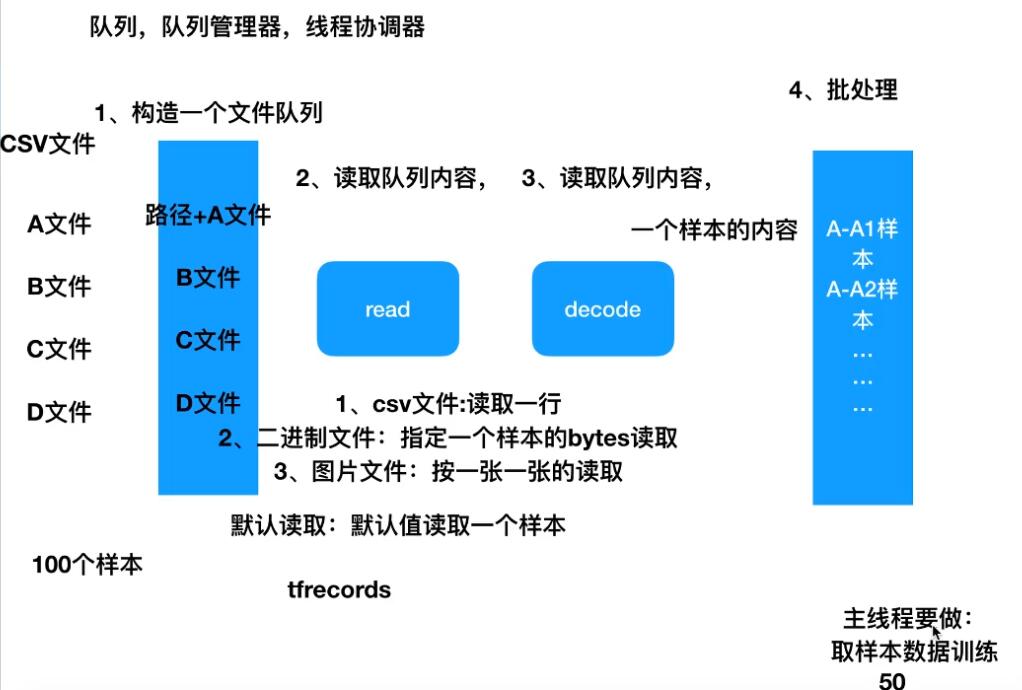 队列，队列管理器，线程协调器
4、批处理
1、构造一个文件队列
CSV文件
2、读取队列内容，
3、读取队列内容，
一个样本的内容
A文件
B文件
C文件
D文件
路径+A文件
B文件
C文件
D文件
read
decode
A-A1样
本
A-A2样
本
...
...
...
1、csv文件:读取一行
2、二进制文件：指定一个样本的bytes读取
3、图片文件：按一张一张的读取
默认读取：默认值读取一个样本
100个样本
tfrecords
主线程要做：
取样本数据训练
50